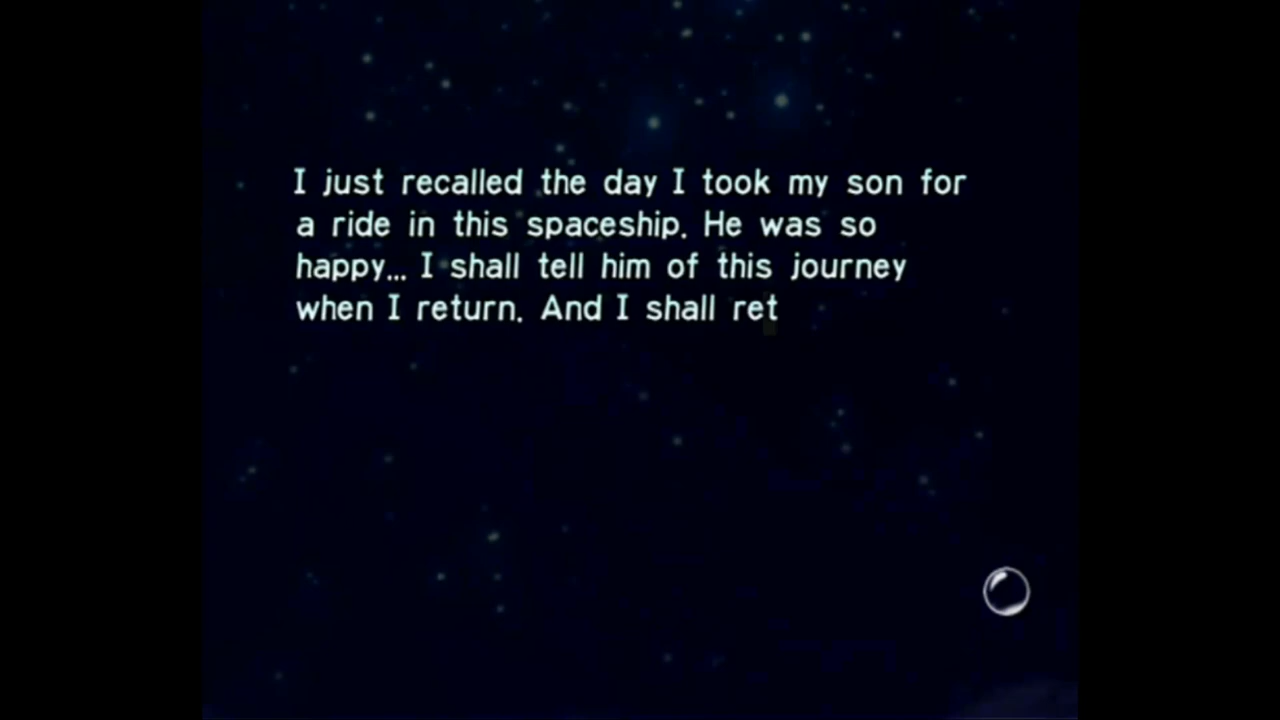 I just recalled the day I took my son for
a ride in this spaceship. He was so
happy... I shall tell him of this journey
when I return. And I shall ret